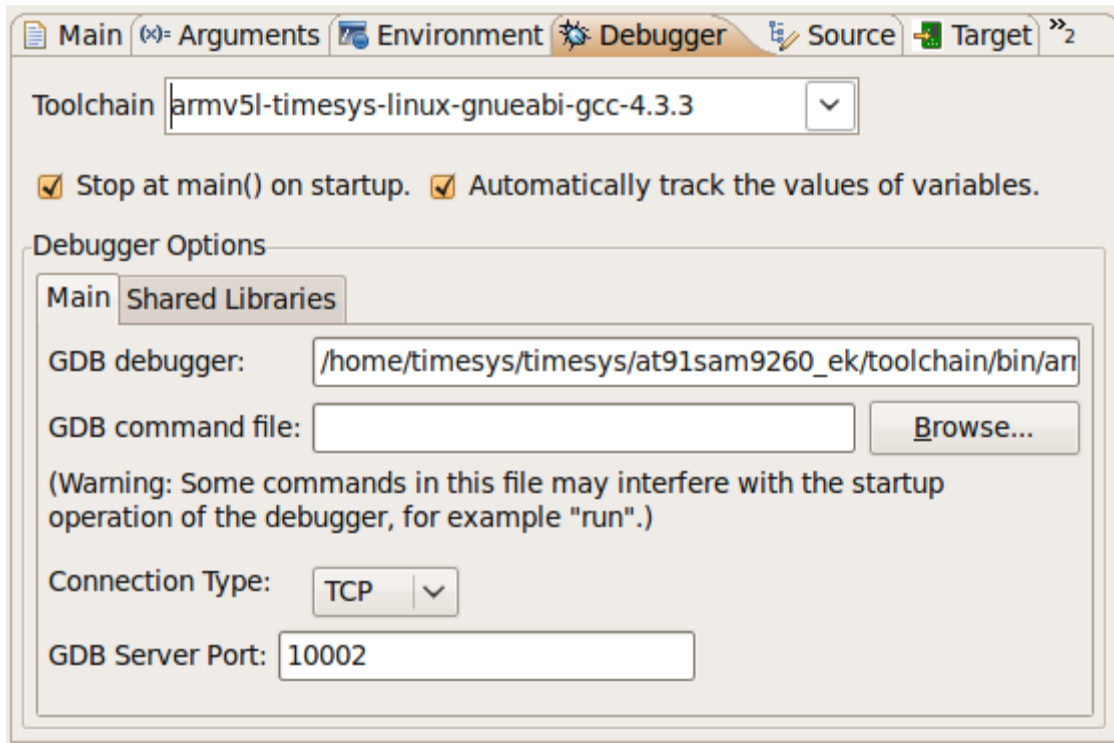 Main (x)= Arguments Environment Debugger Source Target »2
Toolchain armv5l-timesys-linux-gnueabi-gcc-4.3.3
Stop at main() on startup. Automatically track the values of variables.
Debugger Options
Main Shared Libraries
GDB debugger: /home/timesys/timesys/at91sam9260_ek/toolchain/bin/arm
GDB command file: Browse...
(Warning: Some commands in this file may interfere with the startup
operation of the debugger, for example "run".)
Connection Type: TCP
GDB Server Port: 10002